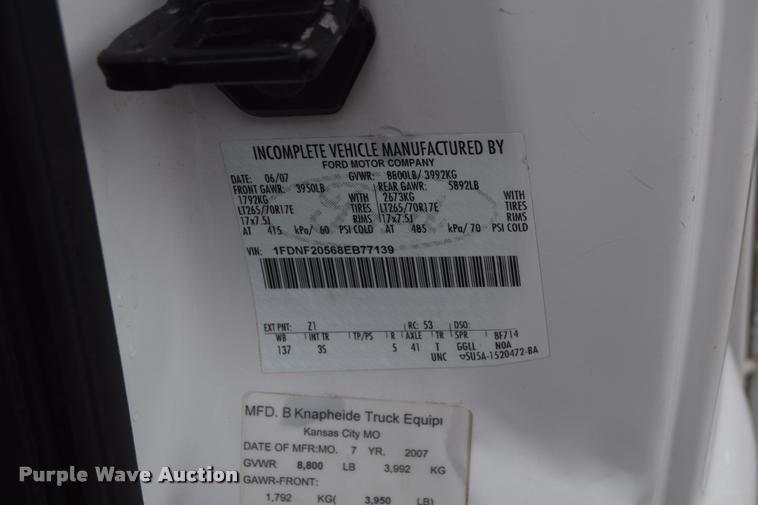 INCOMPLETE VEHICLE MANUFACTURED BY
FORD MOTOR COMPANY
DATE: 06/07 GVWR: 8800LB/ 3992KG
FRONT GAWR: 3950LB REAR GAWR: 5892LB
1792KG WITH 2673KG WITH
LT265/70R17E TIRES LT265/70R17E TIRES
17x7.5J RIMS 17x7.5J RIMS
AT 415 kPa/ 60 PSI COLD AT 485 kPa/ 70 PSI COLD
VIN: 1FDNF20568EB77139
EXT PNT: Z1 RC: 53 DSO:
WB INT TR TP/PS R AXLE TR SPR 8F714
137 3S 5 41 T GGLL NOA
UNC 5U5A-1520472-BA
MFD. B Knapheide Truck Equipı
Kansas City MO
DATE OF MFR:MO. 7 YR. 2007
GVWR: 8,800 LB 3,992 KG
GAWR-FRONT:
1,792 KG( 3,950 LB)
Purple Wave Auction